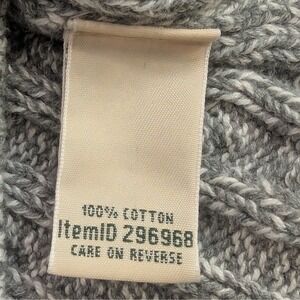 100% COTTON
ItemID 296968
CARE ON REVERSE